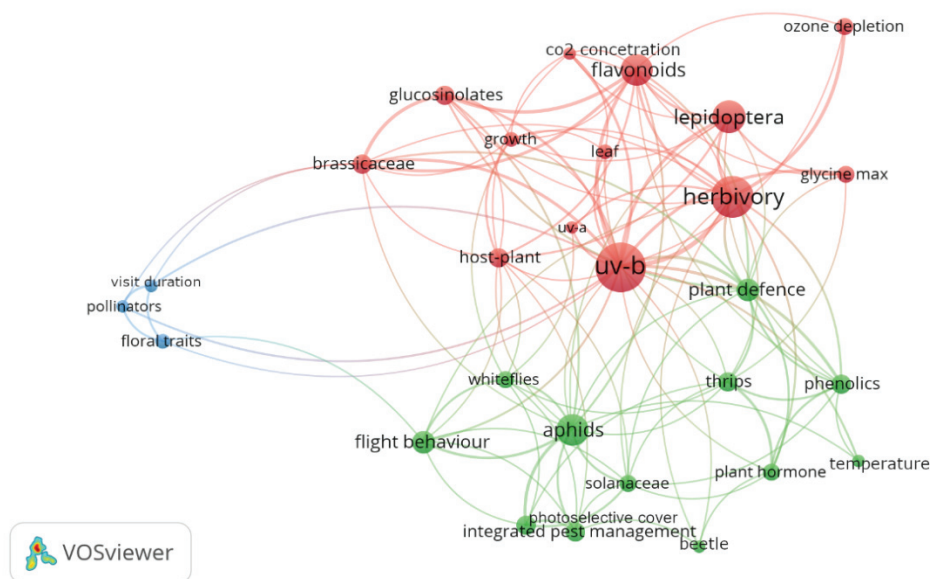 ozone depletion
co2 concetration
flavonoids
glucosinolates
lepidoptera
growth
leaf
brassicaceae
glycine max
herbivory
uv-a
host-plant
uv-b
visit duration
plant defence
pollinators
floral traits
whiteflies
thrips
phenolics
aphids
flight behaviour
temperature
plant hormone
solanaceae
photoselective cover
integrated pest management
beetle
VOSviewer